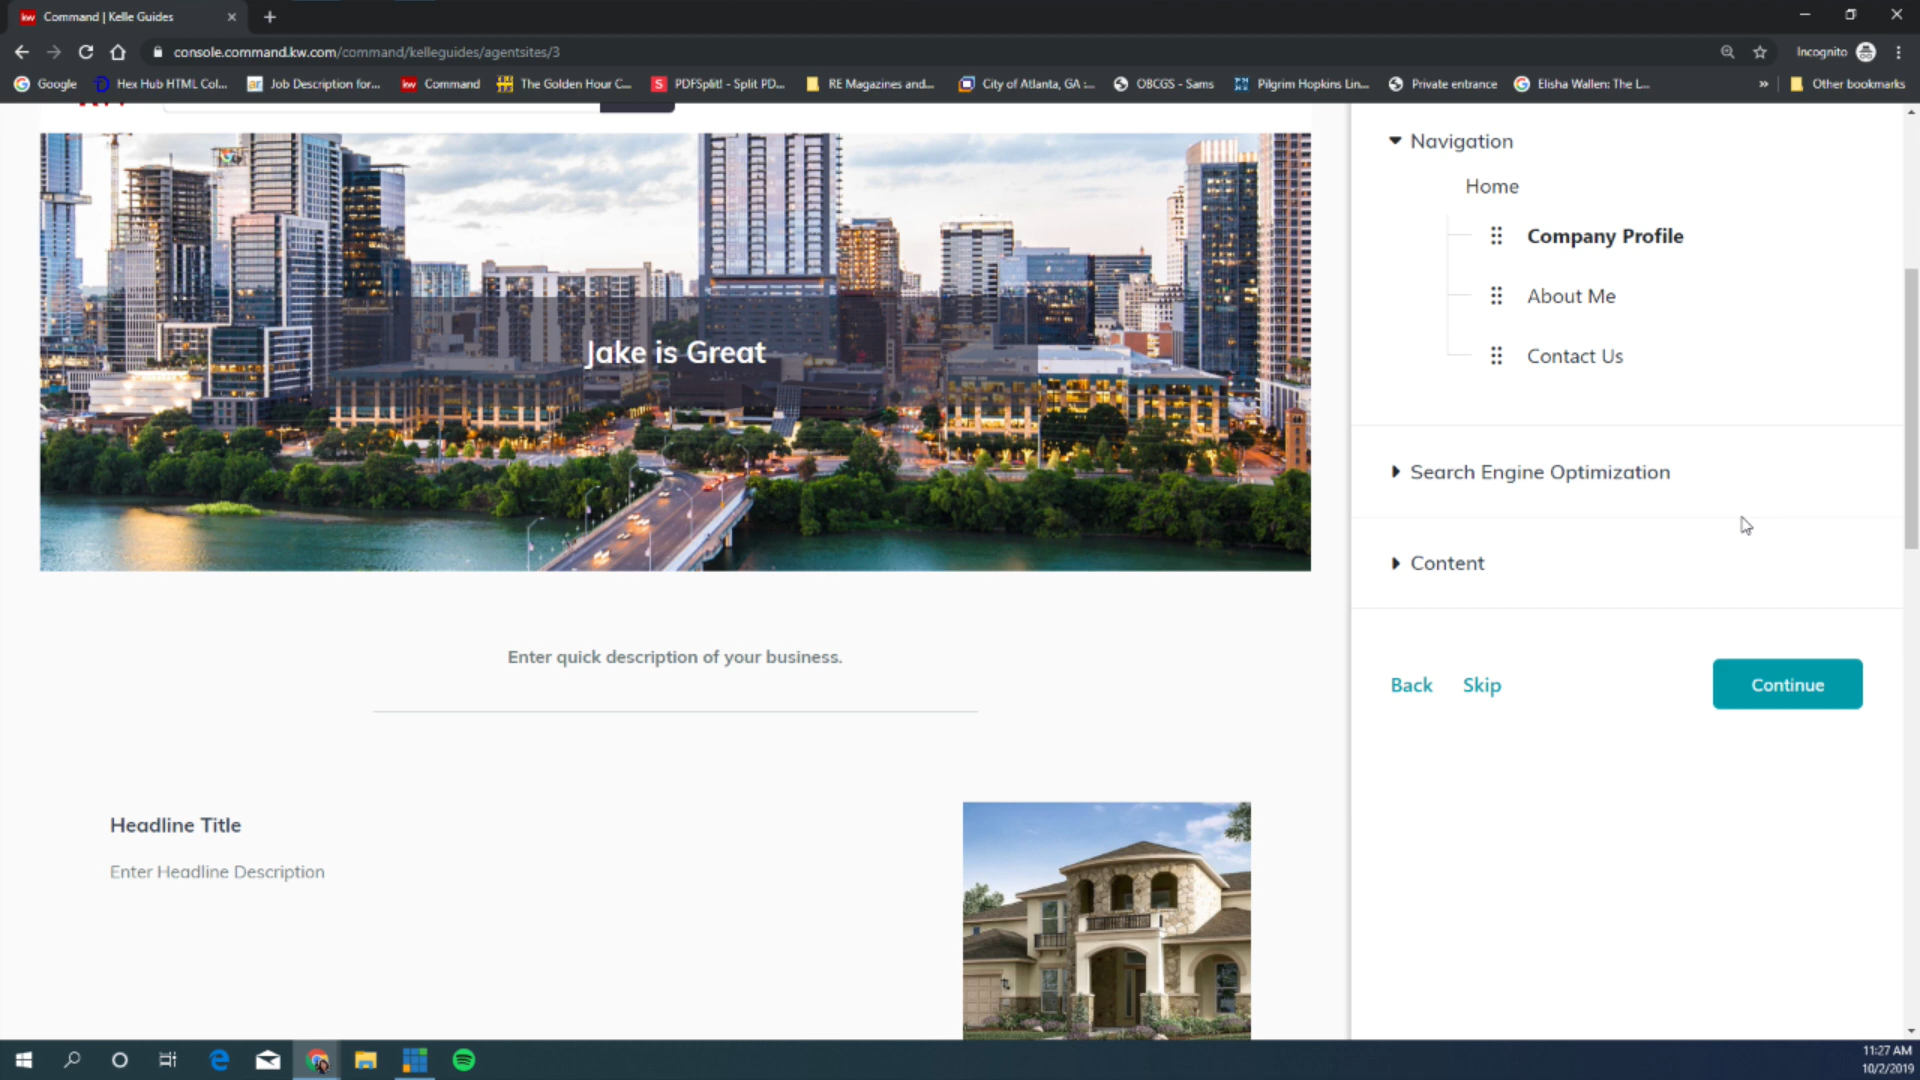 kw Command | Kelle Guides
console.command.kw.com/command/kelleguides/agentsites/3
Incognito
Google
Hex Hub HTML Col...
Job Description for...
kw Command
The Golden Hour C...
PDFSplit! - Split PD...
RE Magazines and...
City of Atlanta, GA :...
OBCGS - Sams
Pilgrim Hopkins Lin...
Private entrance
Elisha Wallen: The L...
»
Other bookmarks
Navigation
Home
Company Profile
About Me
Contact Us
Jake is Great
Search Engine Optimization
Content
Enter quick description of your business.
Back
Skip
Continue
Headline Title
Enter Headline Description
11:27 AM
10/2/2019